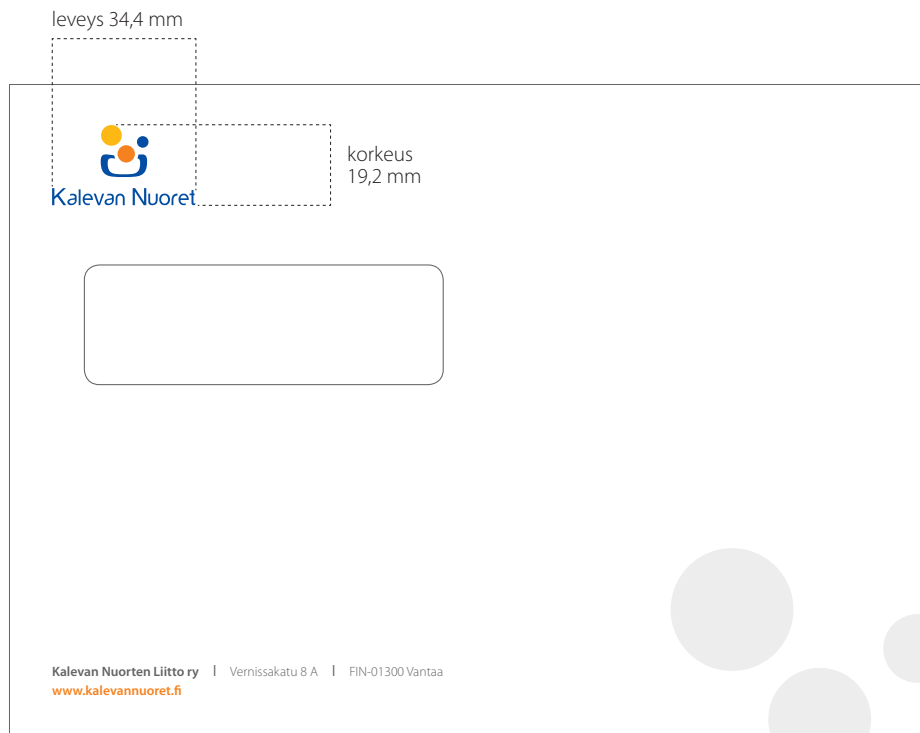 leveys 34,4 mm
korkeus
19,2 mm
Kalevan Nuoret
Kalevan Nuorten Liitto ry | Vernissakatu 8 A | FIN-01300 Vantaa
www.kalevannuoret.fi